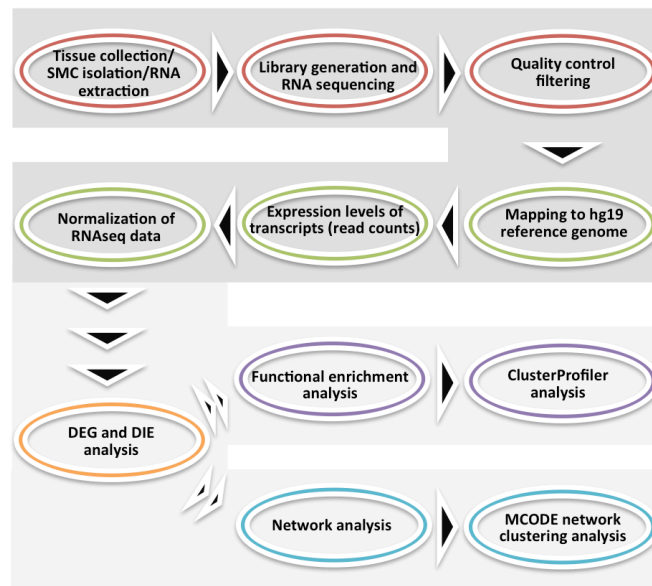 Tissue collection/
SMC isolation/RNA
extraction
Library generation and
RNA sequencing
Quality control
filtering
Normalization of
RNAseq data
Expression levels of
transcripts (read counts)
Mapping to hg19
reference genome
Functional enrichment
analysis
ClusterProfiler
analysis
DEG and DIE
analysis
Network analysis
MCODE network
clustering analysis